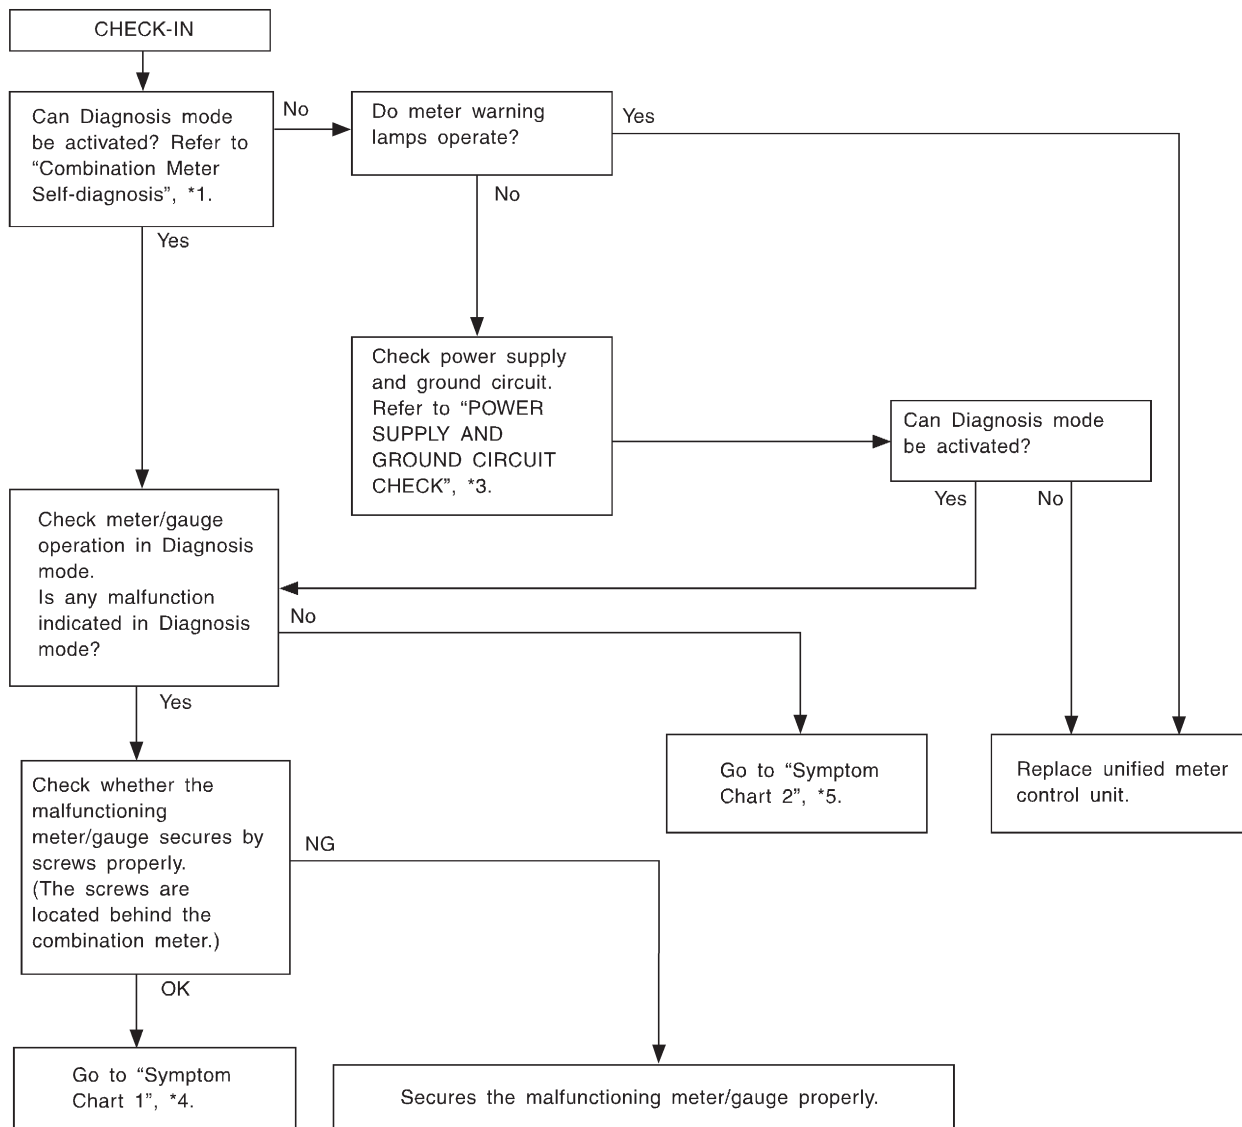 CHECK-IN
Can Diagnosis mode
be activated? Refer to
“Combination Meter
Self-diagnosis”, *1.
No
Do meter warning
lamps operate?
Yes
No
Yes
Check power supply
and ground circuit.
Refer to “POWER
SUPPLY AND
GROUND CIRCUIT
CHECK”, *3.
Can Diagnosis mode
be activated?
Yes
No
Check meter/gauge
operation in Diagnosis
mode.
Is any malfunction
indicated in Diagnosis
mode?
No
Yes
Go to “Symptom
Chart 2”, *5.
Replace unified meter
control unit.
Check whether the
malfunctioning
meter/gauge secures by
screws properly.
(The screws are
located behind the
combination meter.)
NG
OK
Go to “Symptom
Chart 1”, *4.
Secures the malfunctioning meter/gauge properly.